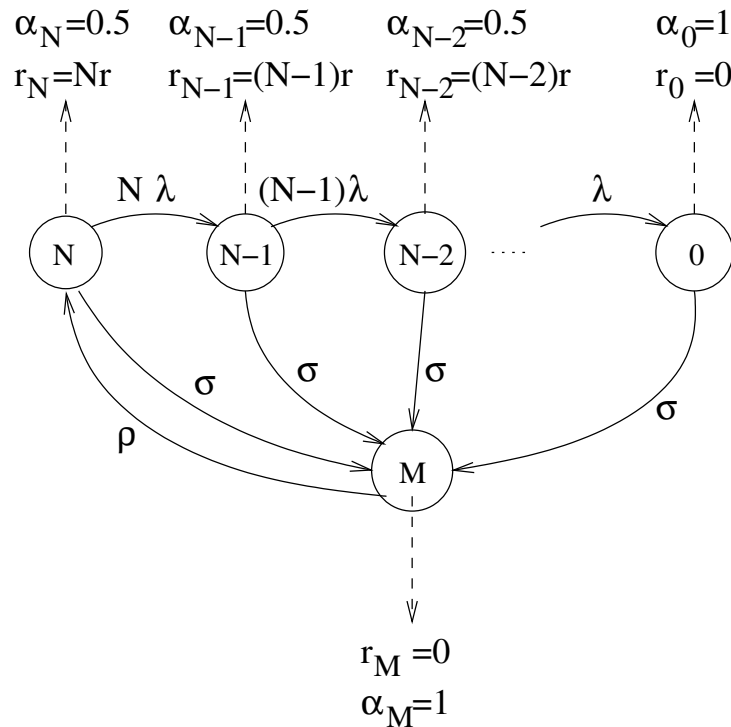 α_N=0.5 α_{N−1}=0.5 α_{N−2}=0.5 α_0=1
r_N=Nr r_{N−1}=(N−1)r r_{N−2}=(N−2)r r_0=0
N λ (N−1)λ λ
N N−1 N−2 ···· 0
σ σ σ σ
ρ
M
r_M=0
α_M=1